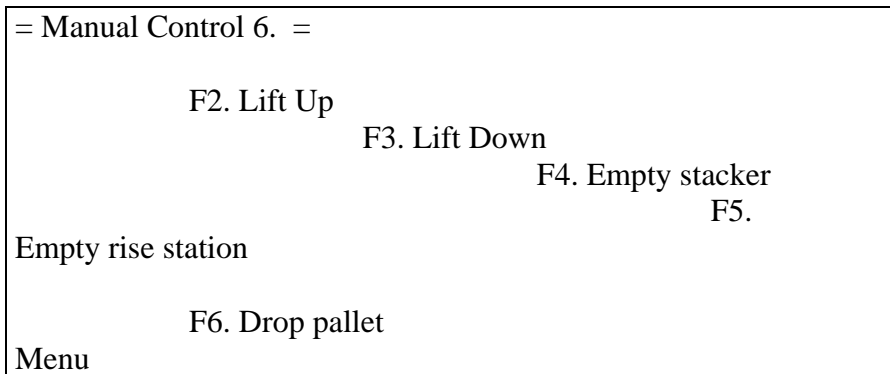 = Manual Control 6.  =
F2. Lift Up
F3. Lift Down
F4. Empty stacker
F5.
Empty rise station
F6. Drop pallet
Menu